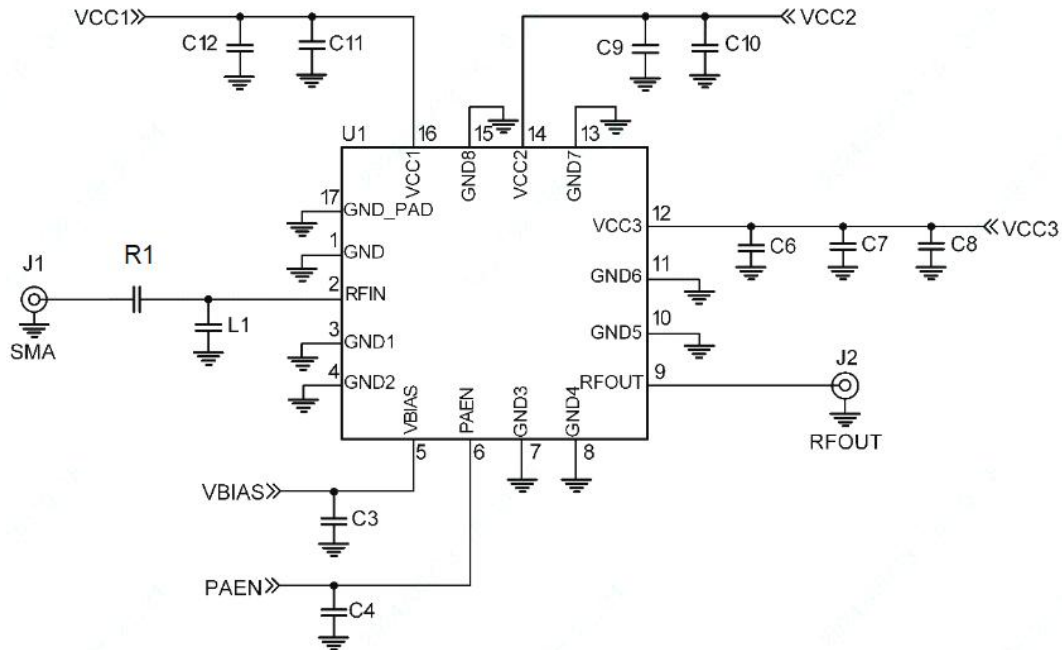 VCC1
C12
C11
C9
C10
VCC2
U1
16
15
14
13
VCC1
GND8
VCC2
GND7
17
GND_PAD
1
GND
2
RFIN
3
GND1
4
GND2
J1
SMA
R1
L1
VCC3
12
C6
C7
C8
VCC3
GND6
11
GND5
10
RFOUT
9
J2
RFOUT
VBIAS
PAEN
GND3
GND4
5
6
7
8
VBIAS
C3
PAEN
C4